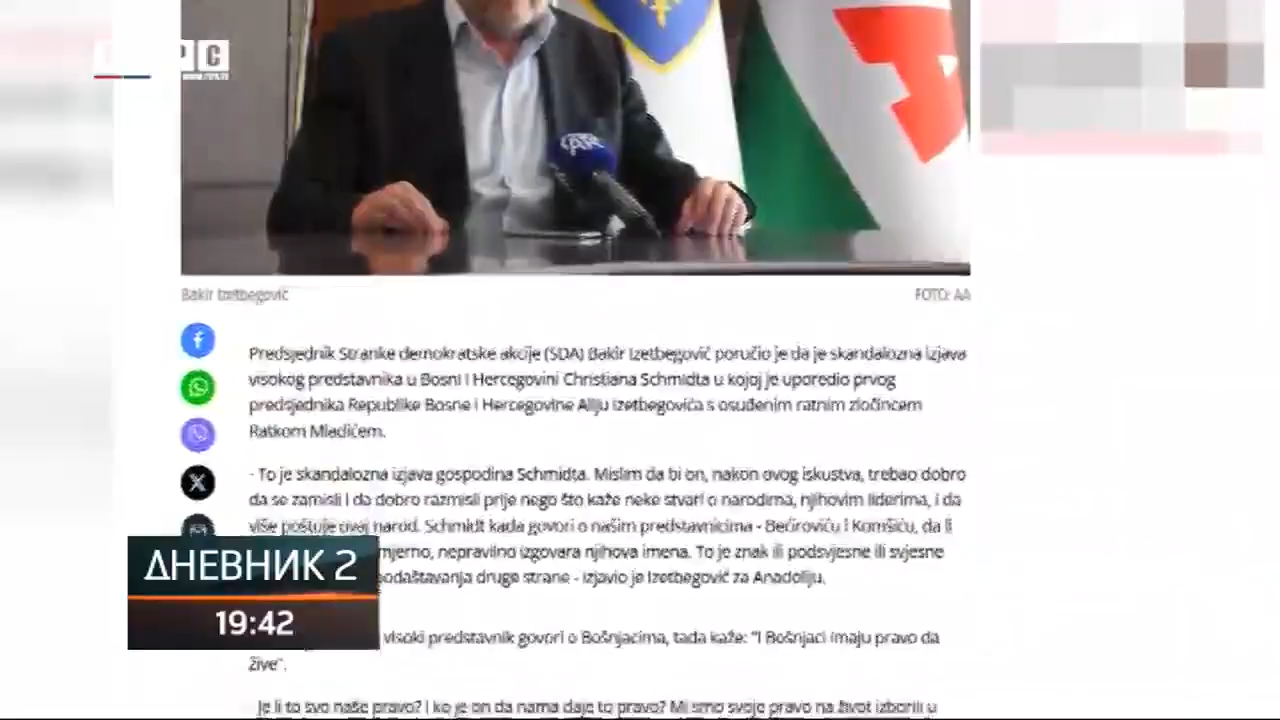 РС
www.rtrs.tv
Bakir Izetbegović
FOTO: AA
Predsjednik Stranke demokratske akcije (SDA) Bakir Izetbegović poručio je da je skandalozna izjava
visokog predstavnika u Bosni i Hercegovini Christiana Schmidta u kojoj je uporedio prvog
predsjednika Republike Bosne i Hercegovine Aliju Izetbegovića s osuđenim ratnim zločincem
Ratkom Mladićem.
- To je skandalozna izjava gospodina Schmidta. Mislim da bi on, nakon ovog iskustva, trebao dobro
da se zamisli i da dobro razmisli prije nego što kaže neke stvari o narodima, njihovim liderima, i da
više poštuje ovaj narod. Schmidt kada govori o našim predstavnicima - Bećiroviću i Komšiću, da li
mjerno, nepravilno izgovara njihova imena. To je znak ili podsvjesne ili svjesne
podaštavanja druge strane - izjavio je Izetbegović za Anadoliju.
ДНЕВНИК 2
19:42
visoki predstavnik govori o Bošnjacima, tada kaže: "I Bošnjaci imaju pravo da
žive".
Je li to svo naše pravo? I ko je on da nama daje to pravo? Mi smo svoje pravo na život izborili u